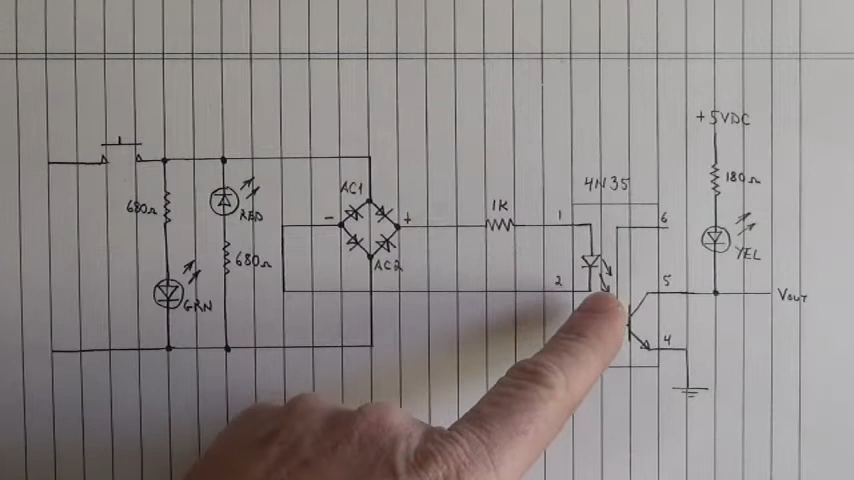 +5VDC
180Ω
YEL
4N35
AC1
680Ω
RED
1K
1
6
-
+
680Ω
AC2
GRN
2
5
VOUT
4